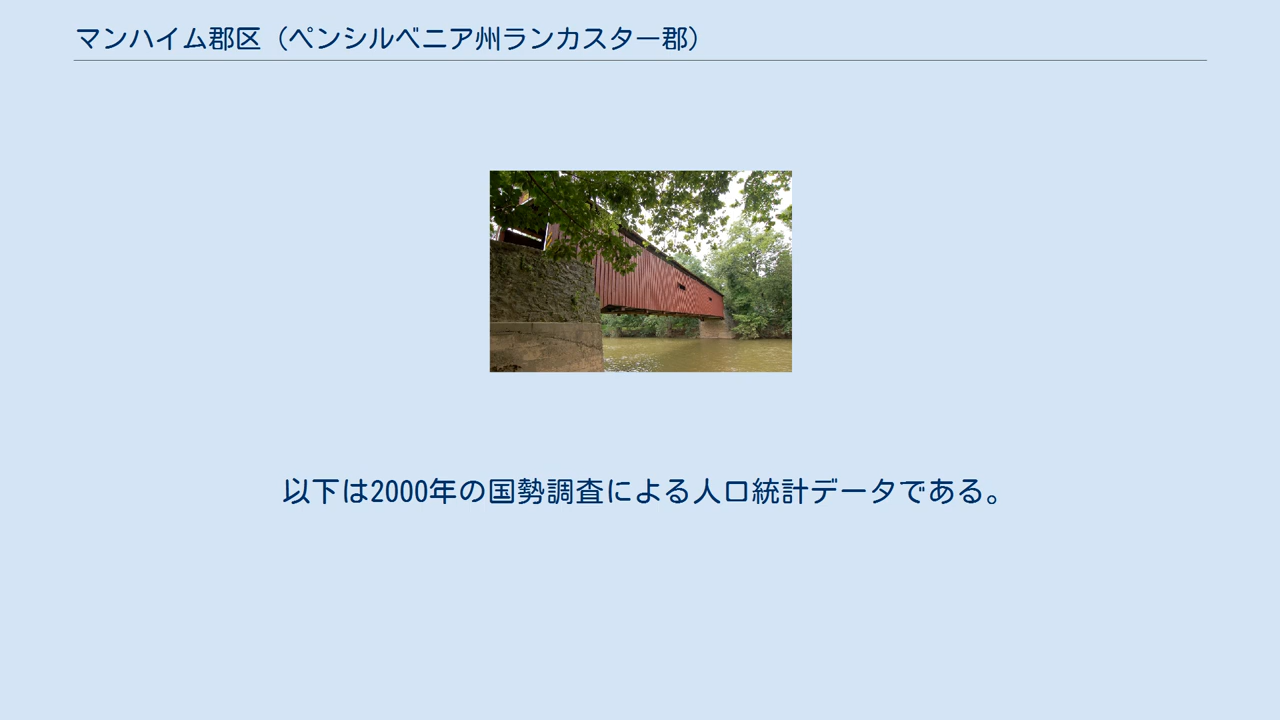 マンハイム郡区（ペンシルベニア州ランカスター郡）
以下は2000年の国勢調査による人口統計データである。